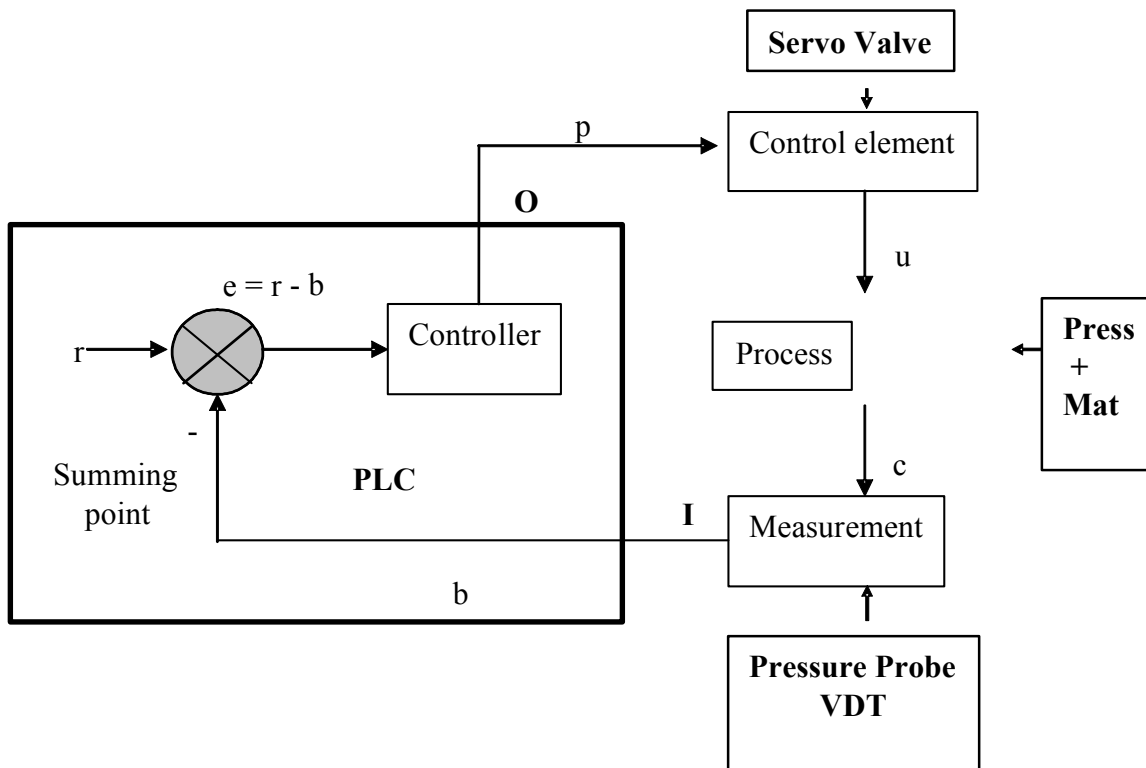 Servo Valve
p
Control element
O
u
e = r - b
Controller
r
Process
Press
+
Mat
-
Summing
point
PLC
c
I
Measurement
b
Pressure Probe
VDT